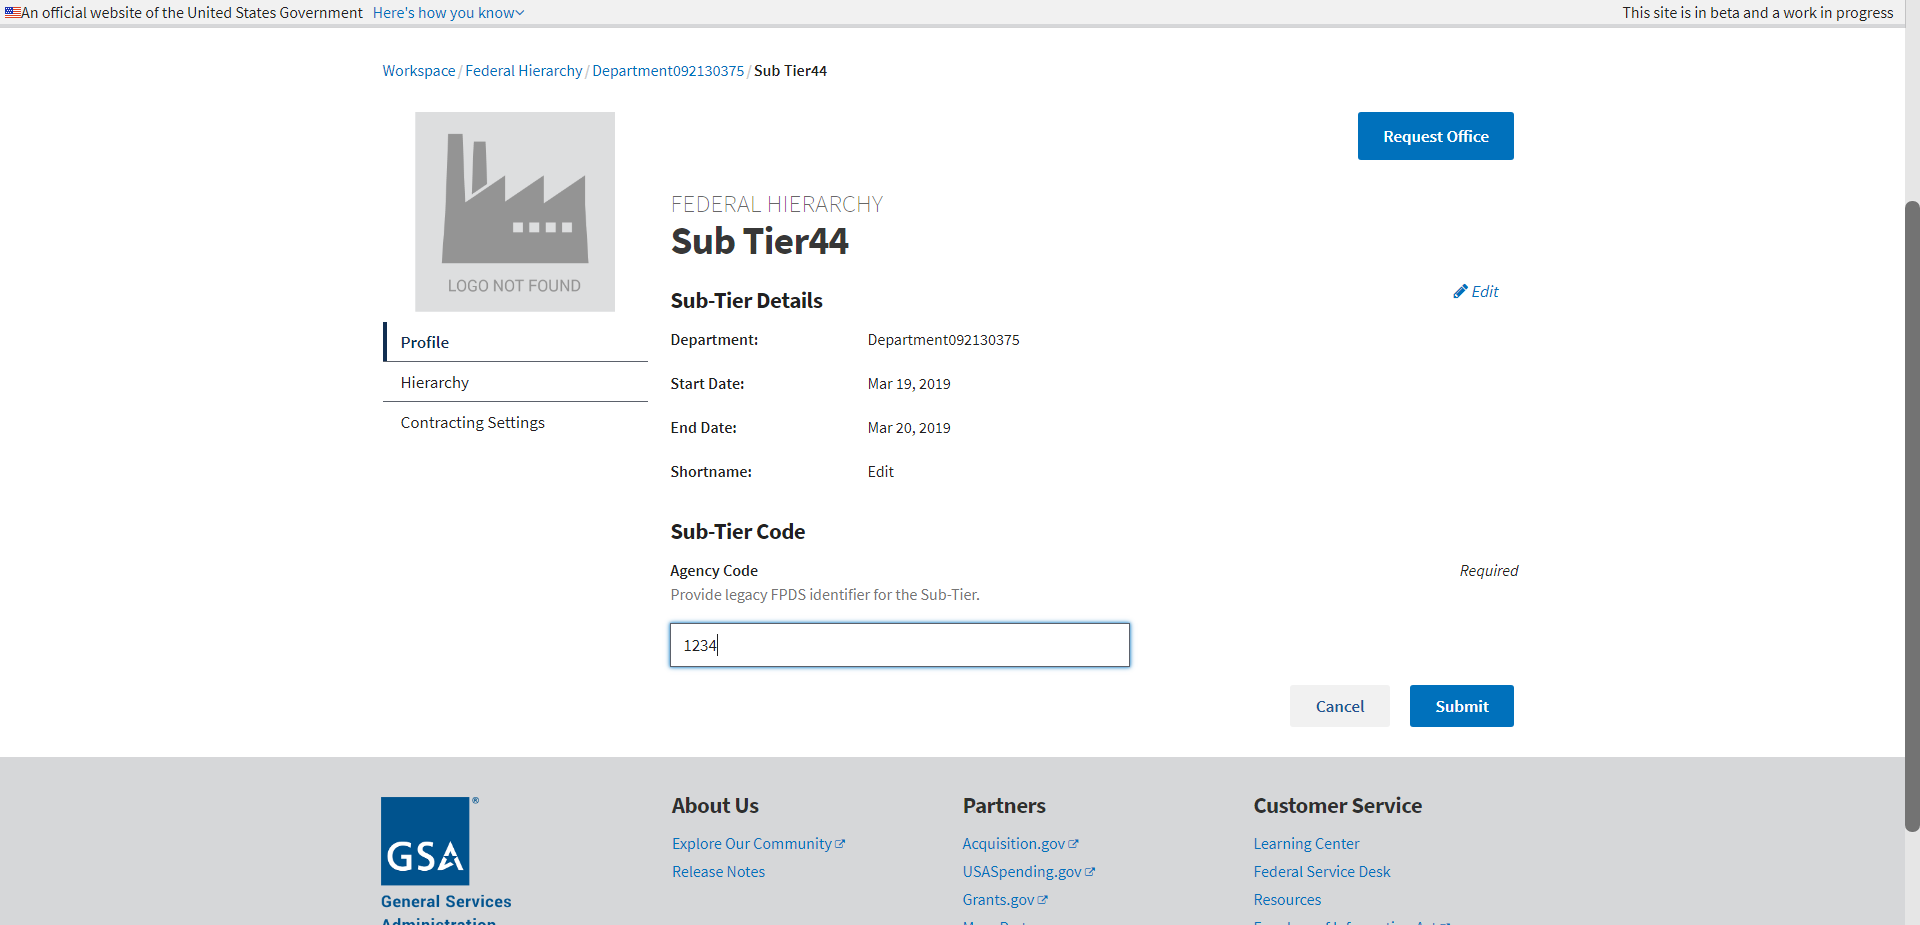 An official website of the United States Government Here's how you know
This site is in beta and a work in progress
Workspace / Federal Hierarchy / Department092130375 / Sub Tier44
LOGO NOT FOUND
Request Office
FEDERAL HIERARCHY
Sub Tier44
Sub-Tier Details
Edit
Profile
Hierarchy
Contracting Settings
Department: Department092130375
Start Date: Mar 19, 2019
End Date: Mar 20, 2019
Shortname: Edit
Sub-Tier Code
Agency Code
Required
Provide legacy FPDS identifier for the Sub-Tier.
1234
Cancel
Submit
GSA®
General Services
Administration
About Us
Explore Our Community
Release Notes
Partners
Acquisition.gov
USASpending.gov
Grants.gov
Customer Service
Learning Center
Federal Service Desk
Resources